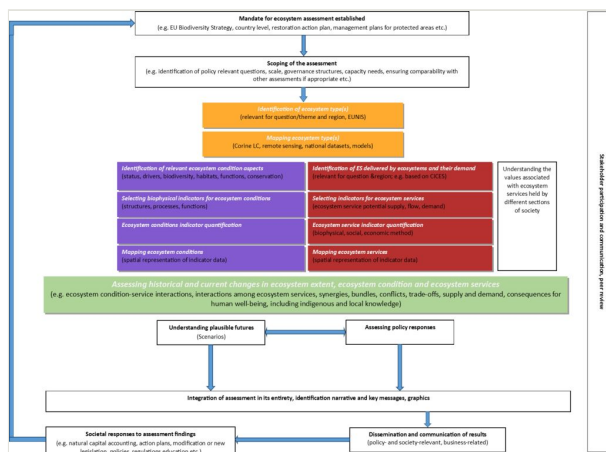 Mandate for ecosystem assessment established
(e.g. EU Biodiversity Strategy, country level, restoration action plan, management plans for protected areas etc.)
Scoping of the assessment
(e.g. Identification of policy relevant questions, scale, governance structures, capacity needs, ensuring comparability with
other assessments if appropriate etc.)
Identification of ecosystem type(s)
(relevant for question/theme and region, EUNIS)
Mapping ecosystem type(s)
(Corine LC, remote sensing, national datasets, models)
Identification of relevant ecosystem condition aspects
(status, drivers, biodiversity, habitats, functions, conservation)
Selecting biophysical indicators for ecosystem conditions
(structures, processes, functions)
Ecosystem conditions indicator quantification
Mapping ecosystem conditions
(spatial representation of indicator data)
Identification of ES delivered by ecosystems and their demand
(relevant for question &region; e.g. based on CICES)
Selecting indicators for ecosystem services
(ecosystem service potential supply, flow, demand)
Ecosystem service indicator quantification
(biophysical, social, economic method)
Mapping ecosystem services
(spatial representation of indicator data)
Understanding the
values associated
with ecosystem
services held by
different sections
of society
Assessing historical and current changes in ecosystem extent, ecosystem condition and ecosystem services
(e.g. ecosystem condition-service interactions, interactions among ecosystem services, synergies, bundles, conflicts, trade-offs, supply and demand, consequences for
human well-being, including indigenous and local knowledge)
Understanding plausible futures
(Scenarios)
Assessing policy responses
Integration of assessment in its entirety, identification narrative and key messages, graphics
Societal responses to assessment findings
(e.g. natural capital accounting, action plans, modification or new
legislation, policies, regulations education etc.)
Dissemination and communication of results
(policy- and society-relevant, business-related)
Stakeholder participation and communication, peer review